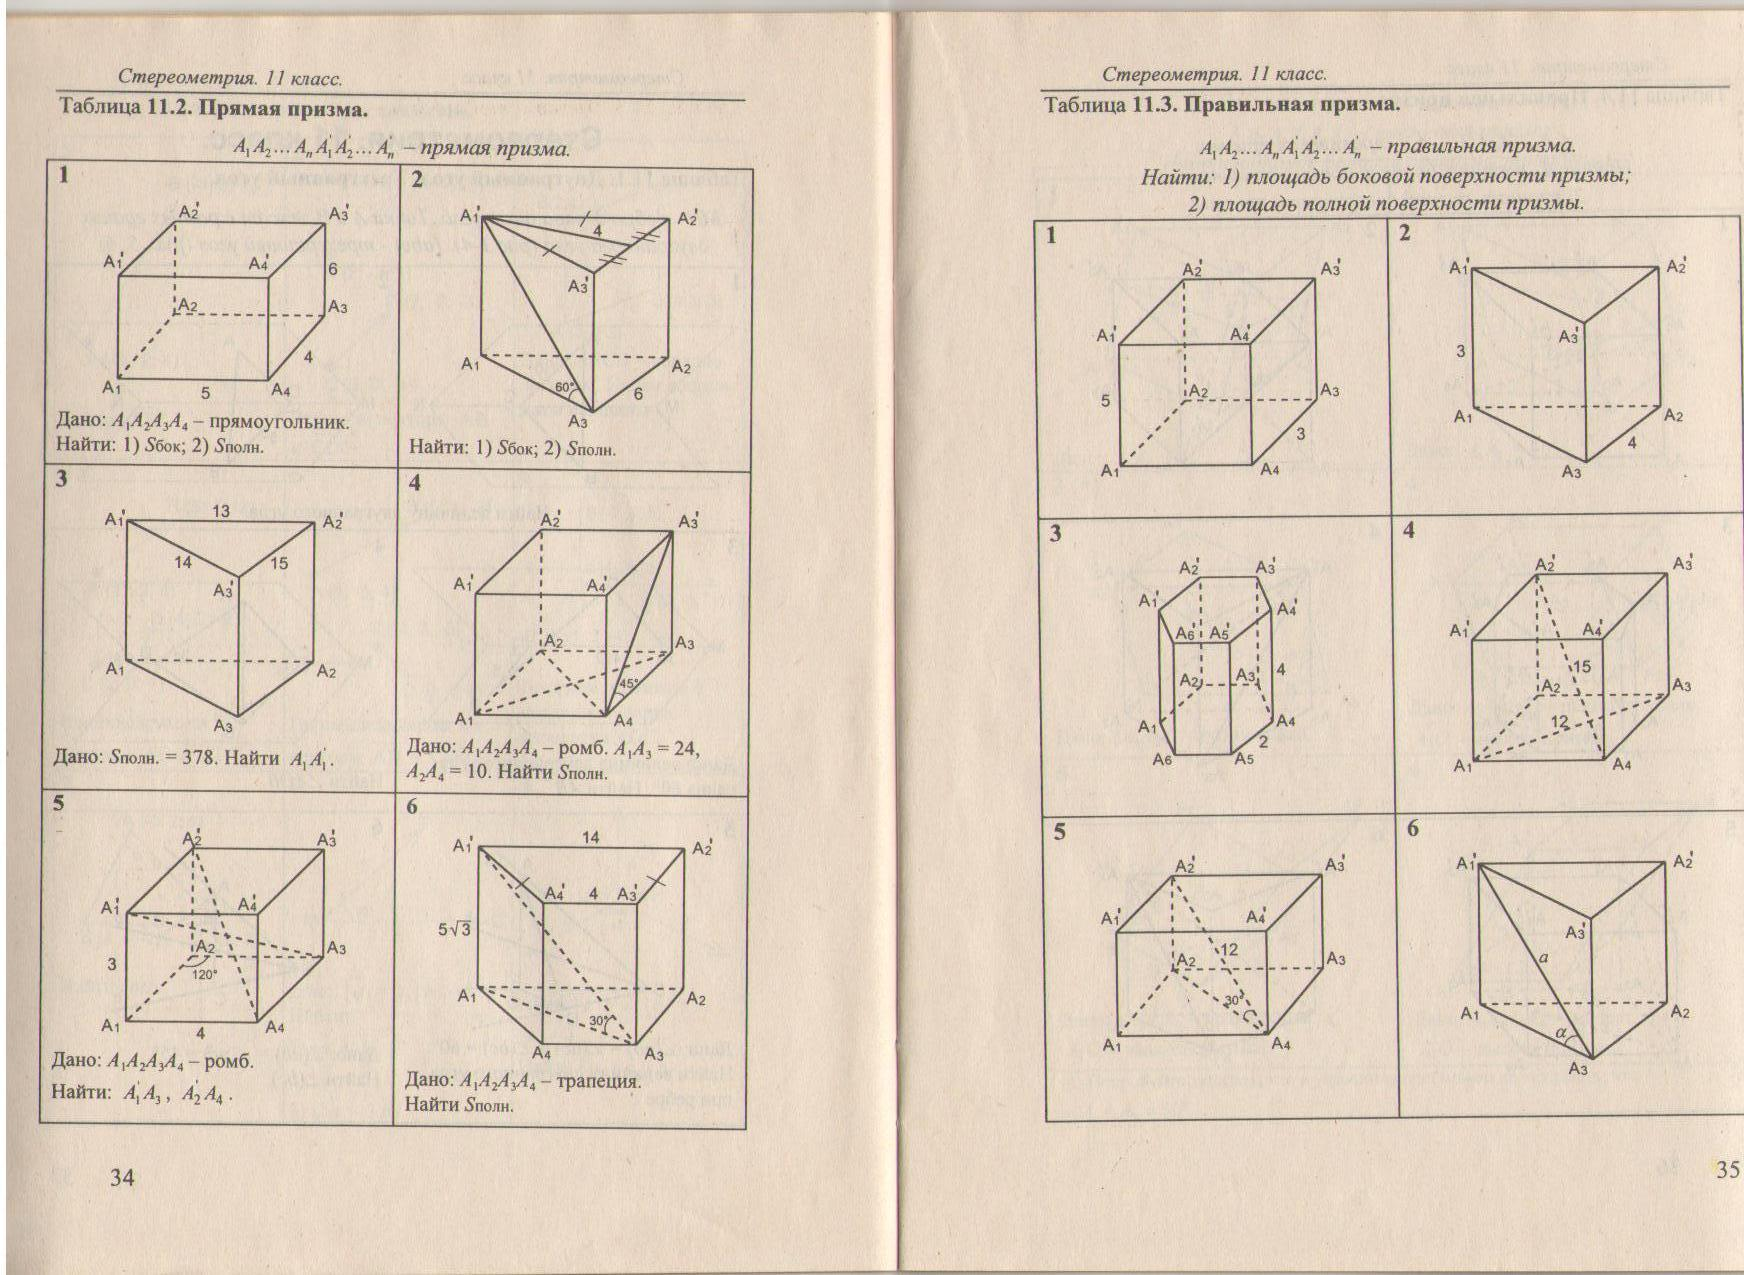 Стереометрия. 11 класс.
Таблица 11.2. Прямая призма.
A₁A₂...AₙA₁'A₂'...Aₙ' – прямая призма.
1
A₂' A₃'
A₁' A₄'
6
A₂ A₃
4
A₁ 5 A₄
Дано: A₁A₂A₃A₄ – прямоугольник.
Найти: 1) Sбок; 2) Sполн.
2
A₁' A₂'
4
A₃'
A₁ A₂
60° 6
A₃
Найти: 1) Sбок; 2) Sполн.
3
A₁' 13 A₂'
14 15
A₃'
A₁ A₂
A₃
Дано: Sполн. = 378. Найти A₁A₁'.
4
A₂' A₃'
A₁' A₄'
A₂ A₃
45°
A₁ A₄
Дано: A₁A₂A₃A₄ – ромб. A₁A₃ = 24,
A₂A₄ = 10. Найти Sполн.
5
A₂' A₃'
A₁' A₄'
A₂ A₃
3 120°
A₁ 4 A₄
Дано: A₁A₂A₃A₄ – ромб.
Найти: A₁'A₃, A₂'A₄.
6
14
A₁' A₂'
A₄' 4 A₃'
5√3
A₁ A₂
30°
A₄ A₃
Дано: A₁A₂A₃A₄ – трапеция.
Найти Sполн.
34
Стереометрия. 11 класс.
Таблица 11.3. Правильная призма.
A₁A₂...AₙA₁'A₂'...Aₙ' – правильная призма.
Найти: 1) площадь боковой поверхности призмы;
2) площадь полной поверхности призмы.
1
A₂' A₃'
A₁' A₄'
5 A₂ A₃
3
A₁ A₄
2
A₁' A₂'
A₃'
3
A₁ A₂
4
A₃
3
A₂' A₃'
A₁' A₄'
A₆' A₅'
A₂ A₃ 4
A₁ A₄
2
A₆ A₅
4
A₂' A₃'
A₁' A₄'
15
A₂ A₃
12
A₁ A₄
5
A₂' A₃'
A₁' A₄'
12
A₂ A₃
30°
A₁ A₄
6
A₁' A₂'
A₃'
a
A₁ A₂
α
A₃
35